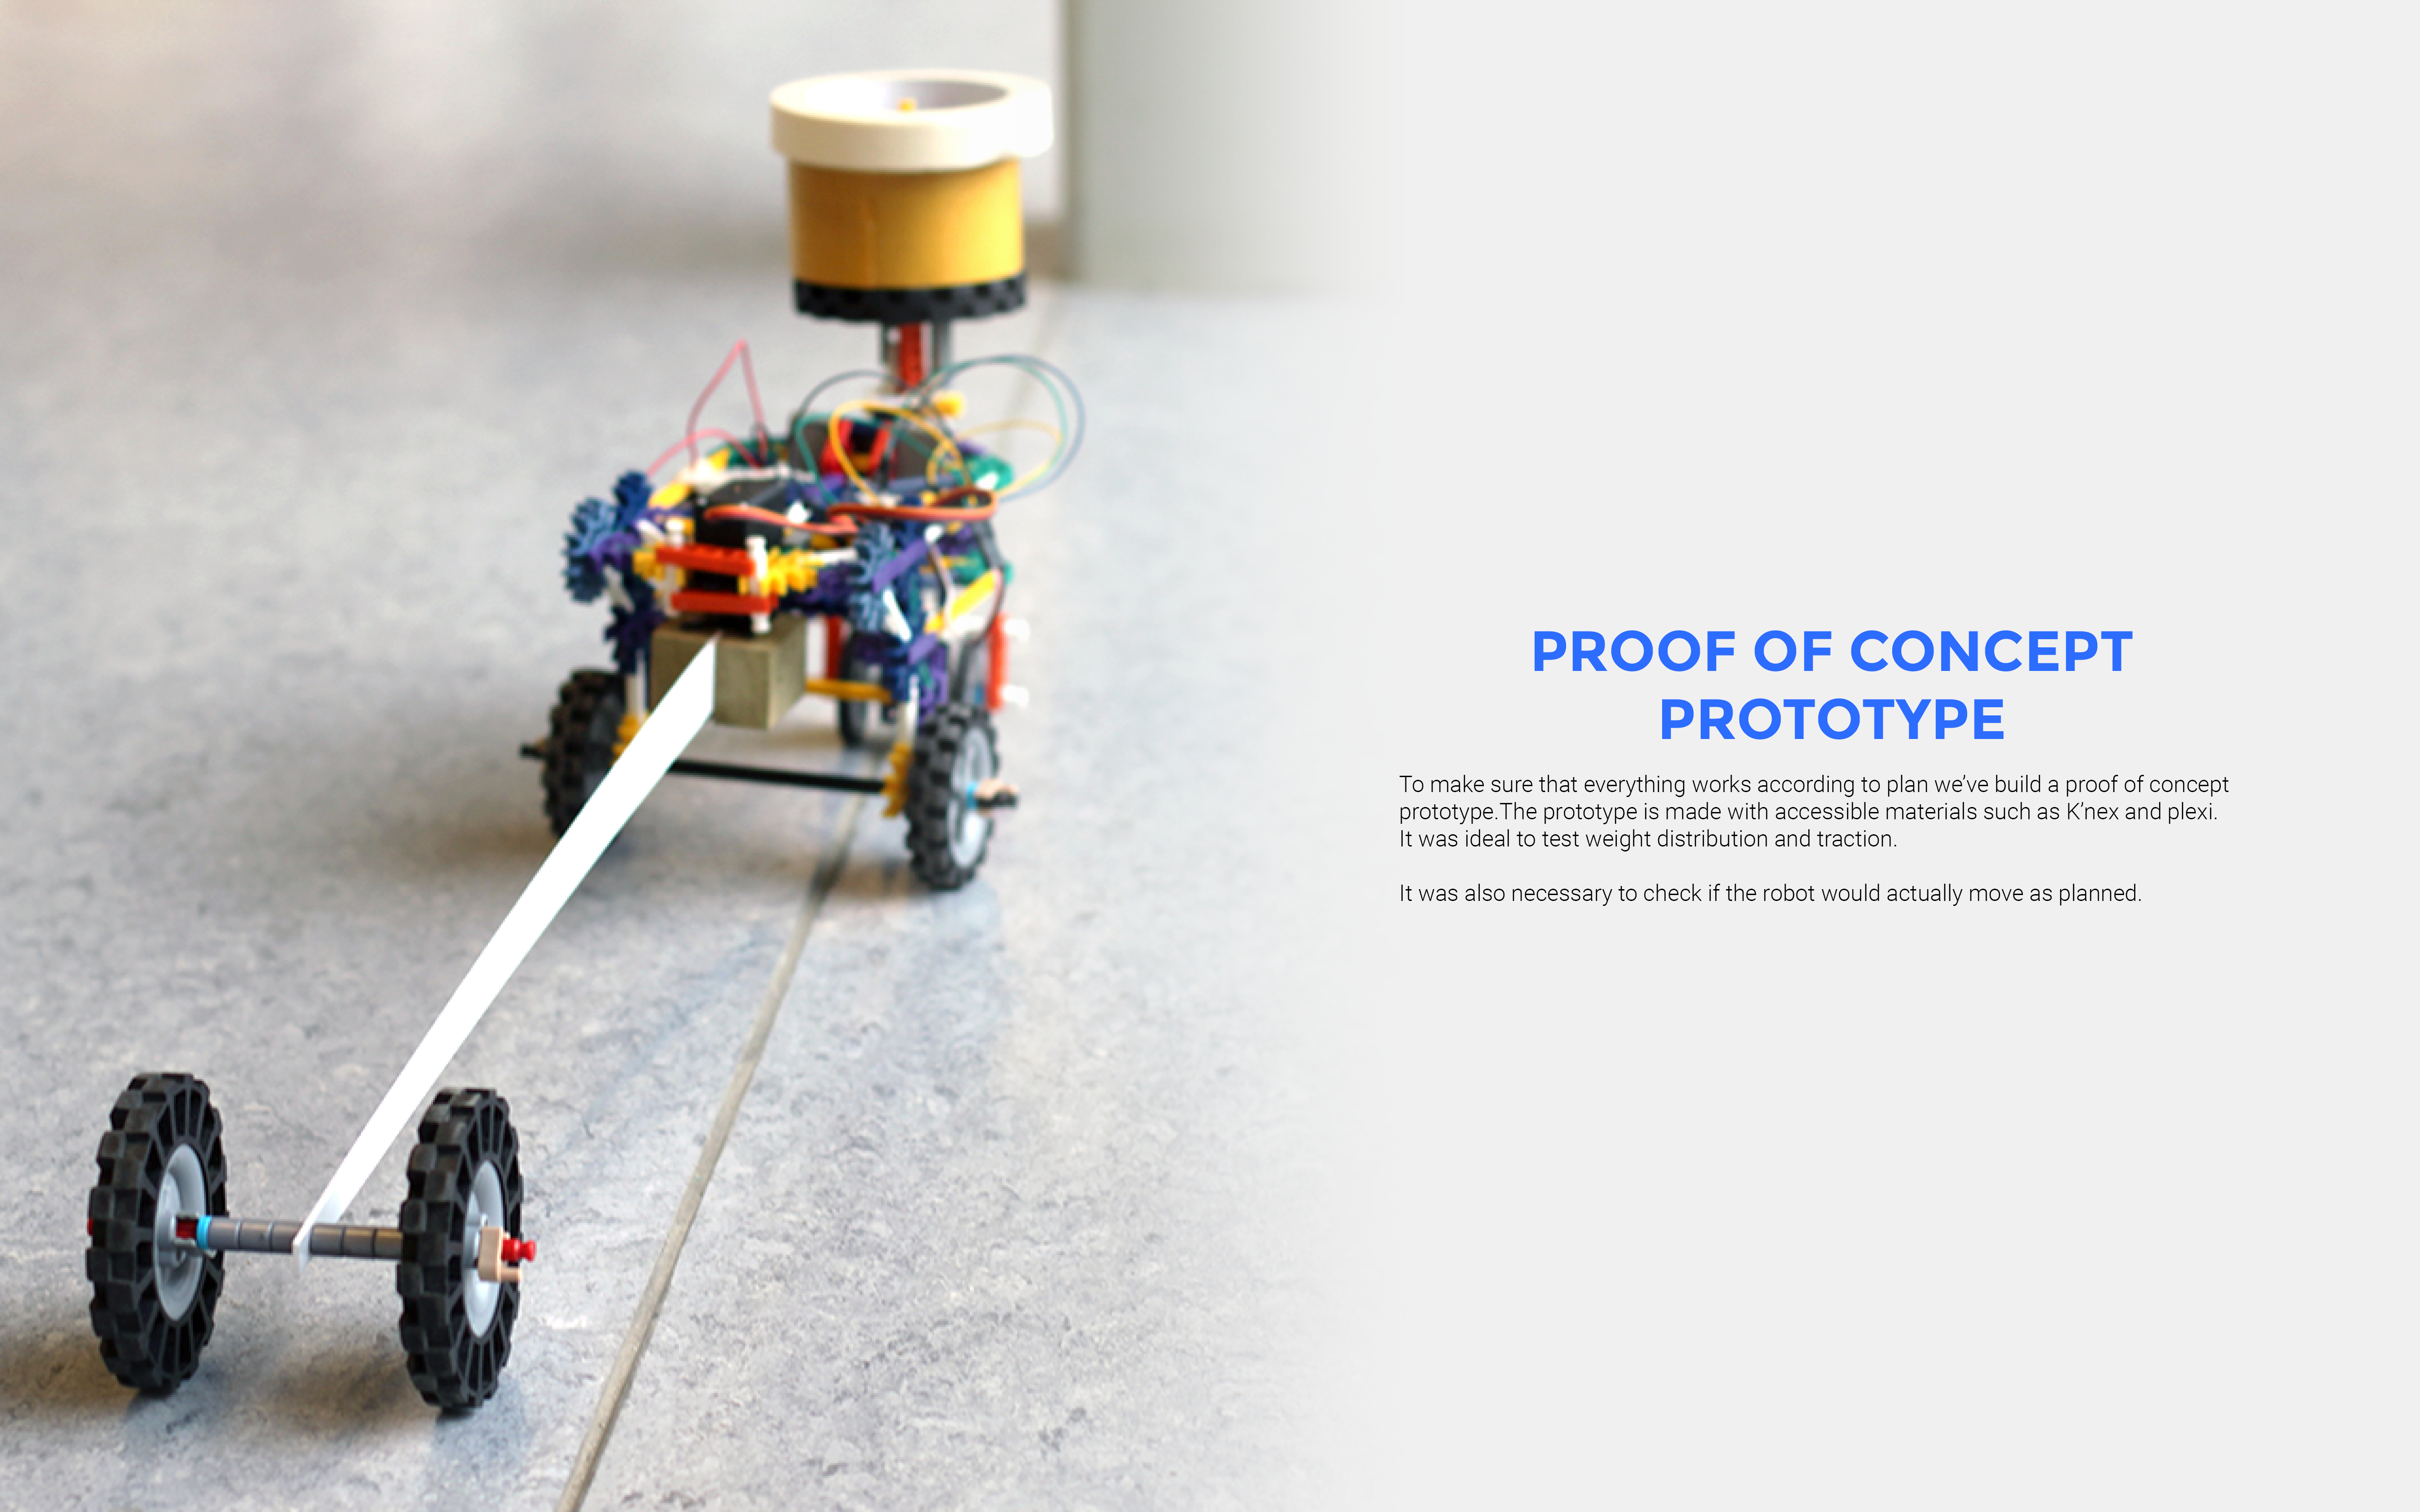 PROOF OF CONCEPT
PROTOTYPE
To make sure that everything works according to plan we’ve build a proof of concept
prototype.The prototype is made with accessible materials such as K’nex and plexi.
It was ideal to test weight distribution and traction.
It was also necessary to check if the robot would actually move as planned.